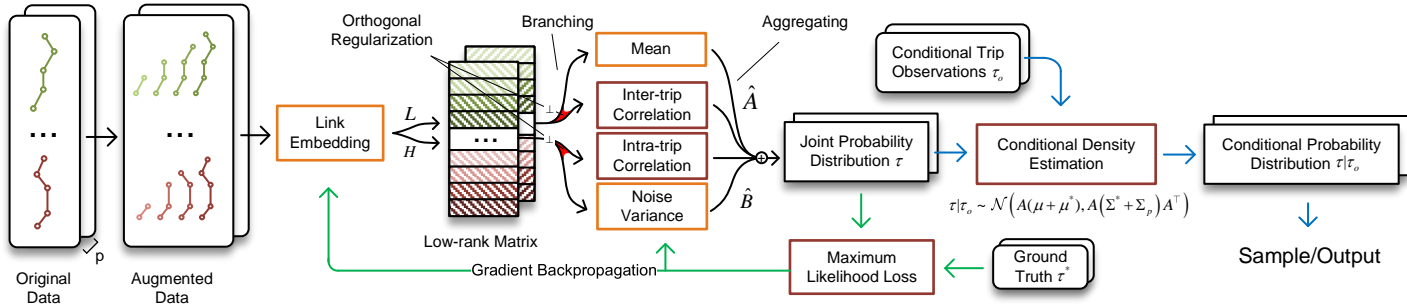 Original
Data
p
Augmented
Data
Link
Embedding
L
H
Orthogonal
Regularization
Low-rank Matrix
Branching
⊥
⊥
Mean
Inter-trip
Correlation
Intra-trip
Correlation
Noise
Variance
Aggregating
Â
B̂
Joint Probability
Distribution τ
Conditional Trip
Observations τₒ
Conditional Density
Estimation
τ|τₒ ~ 𝒩(A(μ + μ*), A(Σ* + Σₚ)A⊤)
Conditional Probability
Distribution τ|τₒ
Sample/Output
Maximum
Likelihood Loss
Ground
Truth τ*
Gradient Backpropagation